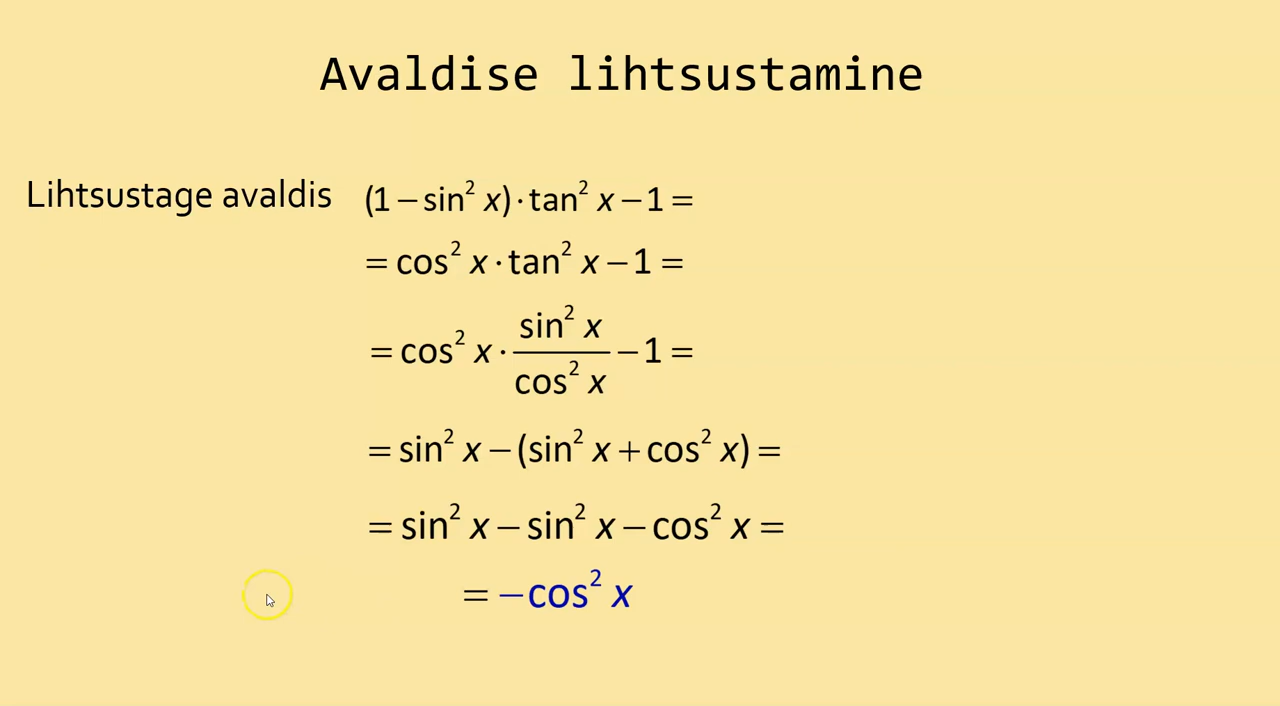 Avaldise lihtsustamine
Lihtsustage avaldis (1 − sin² x) · tan² x − 1 =
= cos² x · tan² x − 1 =
= cos² x · sin² x / cos² x − 1 =
= sin² x − (sin² x + cos² x) =
= sin² x − sin² x − cos² x =
= −cos² x